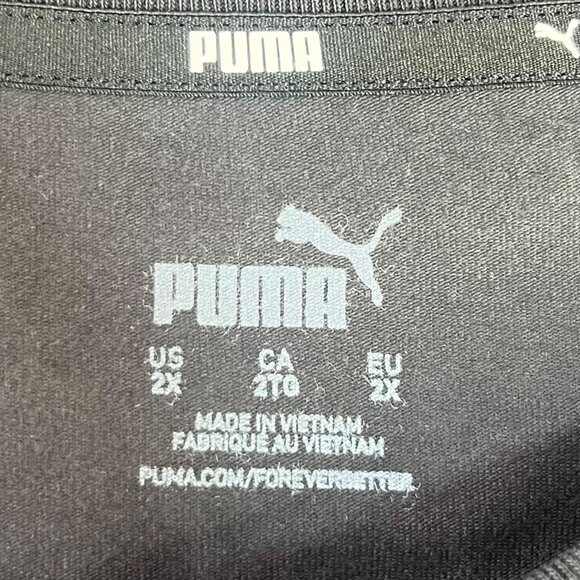 PUMA
PUMA
US CA EU
2X 2TG 2X
MADE IN VIETNAM
FABRIQUE AU VIETNAM
PUMA.COM/FOREVERBETTER